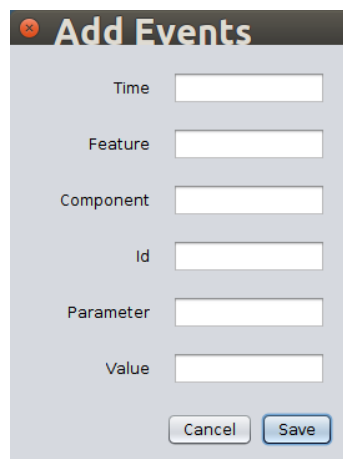 Add Events
Time
Feature
Component
Id
Parameter
Value
Cancel Save